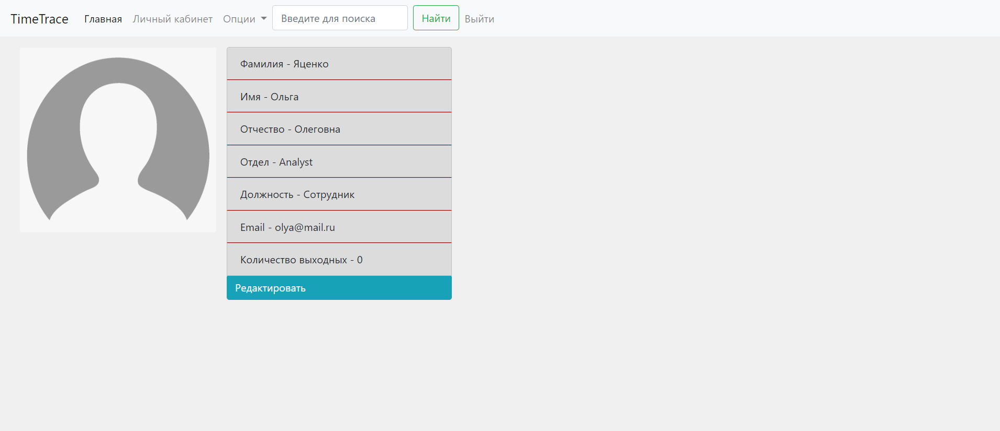 TimeTrace Главная Личный кабинет Опции Введите для поиска Найти Выйти
Фамилия - Яценко
Имя - Ольга
Отчество - Олеговна
Отдел - Analyst
Должность - Сотрудник
Email - olya@mail.ru
Количество выходных - 0
Редактировать